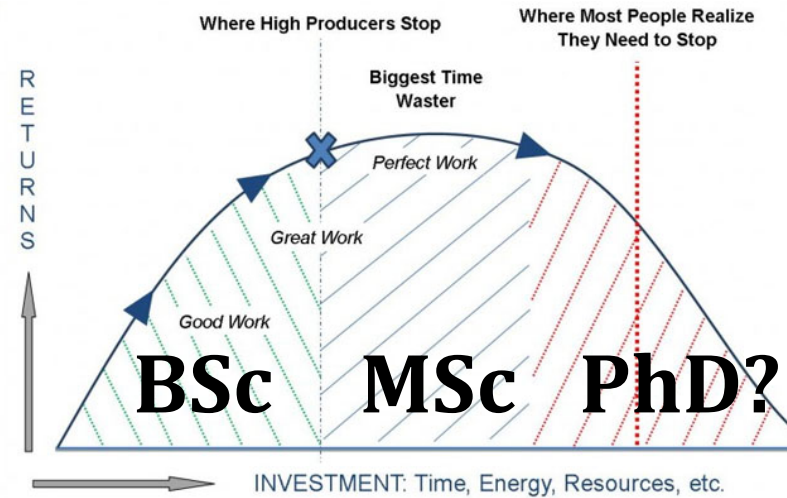 Where High Producers Stop
Where Most People Realize
They Need to Stop
Biggest Time
Waster
RETURNS
Perfect Work
Great Work
Good Work
BSc MSc PhD?
INVESTMENT: Time, Energy, Resources, etc.